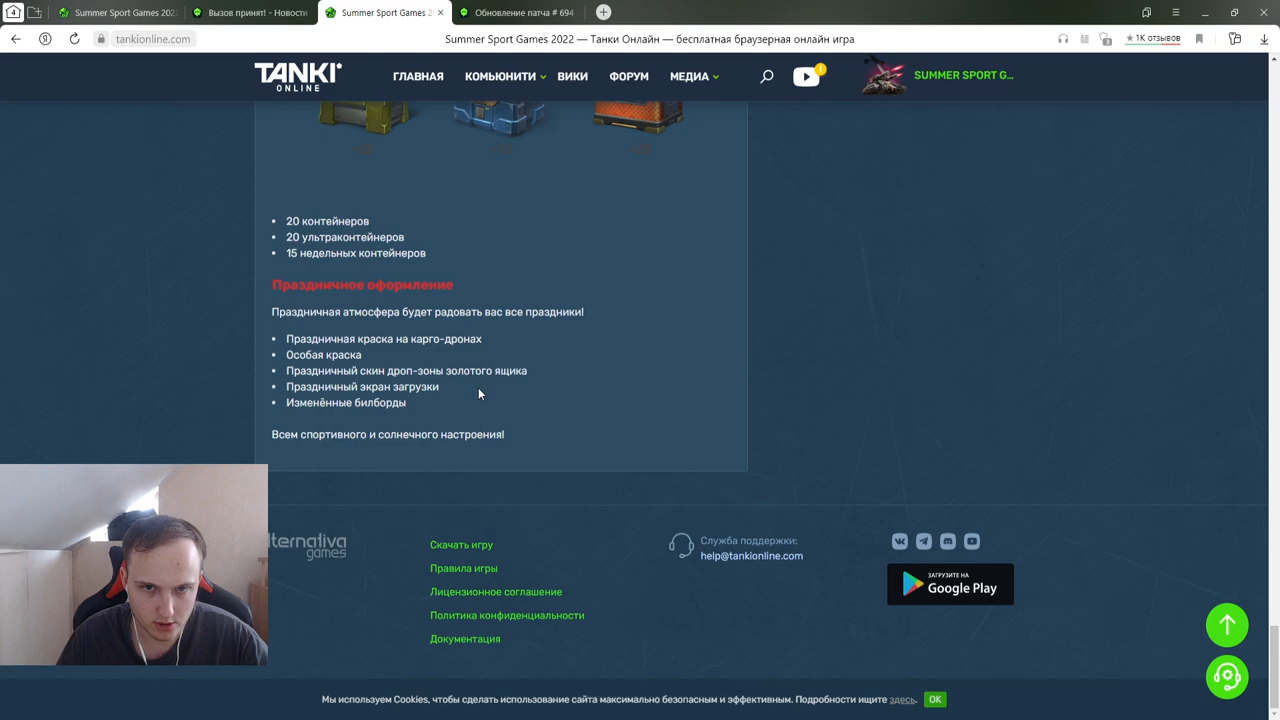 4
Summer Sport Games 202
Вызов принят! - Новости
Summer Sport Games 20
Обновление патча # 694
tankionline.com
Summer Sport Games 2022 — Танки Онлайн — бесплатная браузерная онлайн игра
1K отзывов
TANKI
ONLINE
ГЛАВНАЯ
КОМЬЮНИТИ
ВИКИ
ФОРУМ
МЕДИА
SUMMER SPORT G...
• 20 контейнеров
• 20 ультраконтейнеров
• 15 недельных контейнеров
Праздничное оформление
Праздничная атмосфера будет радовать вас все праздники!
• Праздничная краска на карго-дронах
• Особая краска
• Праздничный скин дроп-зоны золотого ящика
• Праздничный экран загрузки
• Изменённые билборды
Всем спортивного и солнечного настроения!
lternativa
games
Скачать игру
Правила игры
Лицензионное соглашение
Политика конфиденциальности
Документация
Служба поддержки:
help@tankionline.com
ЗАГРУЗИТЕ НА
Google Play
Мы используем Cookies, чтобы сделать использование сайта максимально безопасным и эффективным. Подробности ищите здесь.
OK